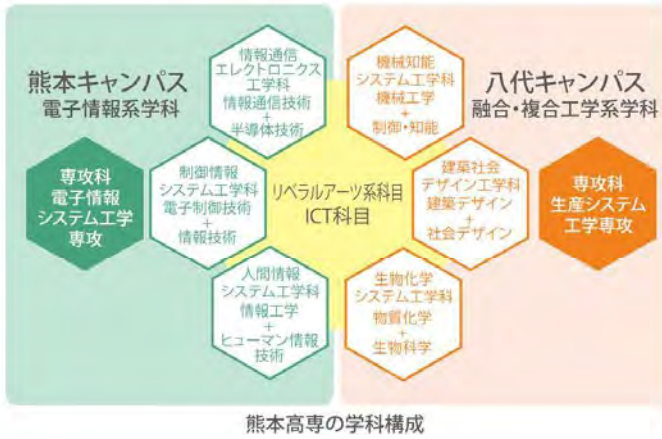 熊本キャンパス
電子情報系学科
専攻科
電子情報
システム工学
専攻
情報通信
エレクトロニクス
工学科
情報通信技術
+
半導体技術
制御情報
システム工学科
電子制御技術
+
情報技術
人間情報
システム工学科
情報工学
+
ヒューマン情報
技術
リベラルアーツ系科目
ICT科目
八代キャンパス
融合・複合工学系学科
機械知能
システム工学科
機械工学
+
制御・知能
建築社会
デザイン工学科
建築デザイン
+
社会デザイン
生物化学
システム工学科
物質化学
+
生物科学
専攻科
生産システム
工学専攻
熊本高専の学科構成